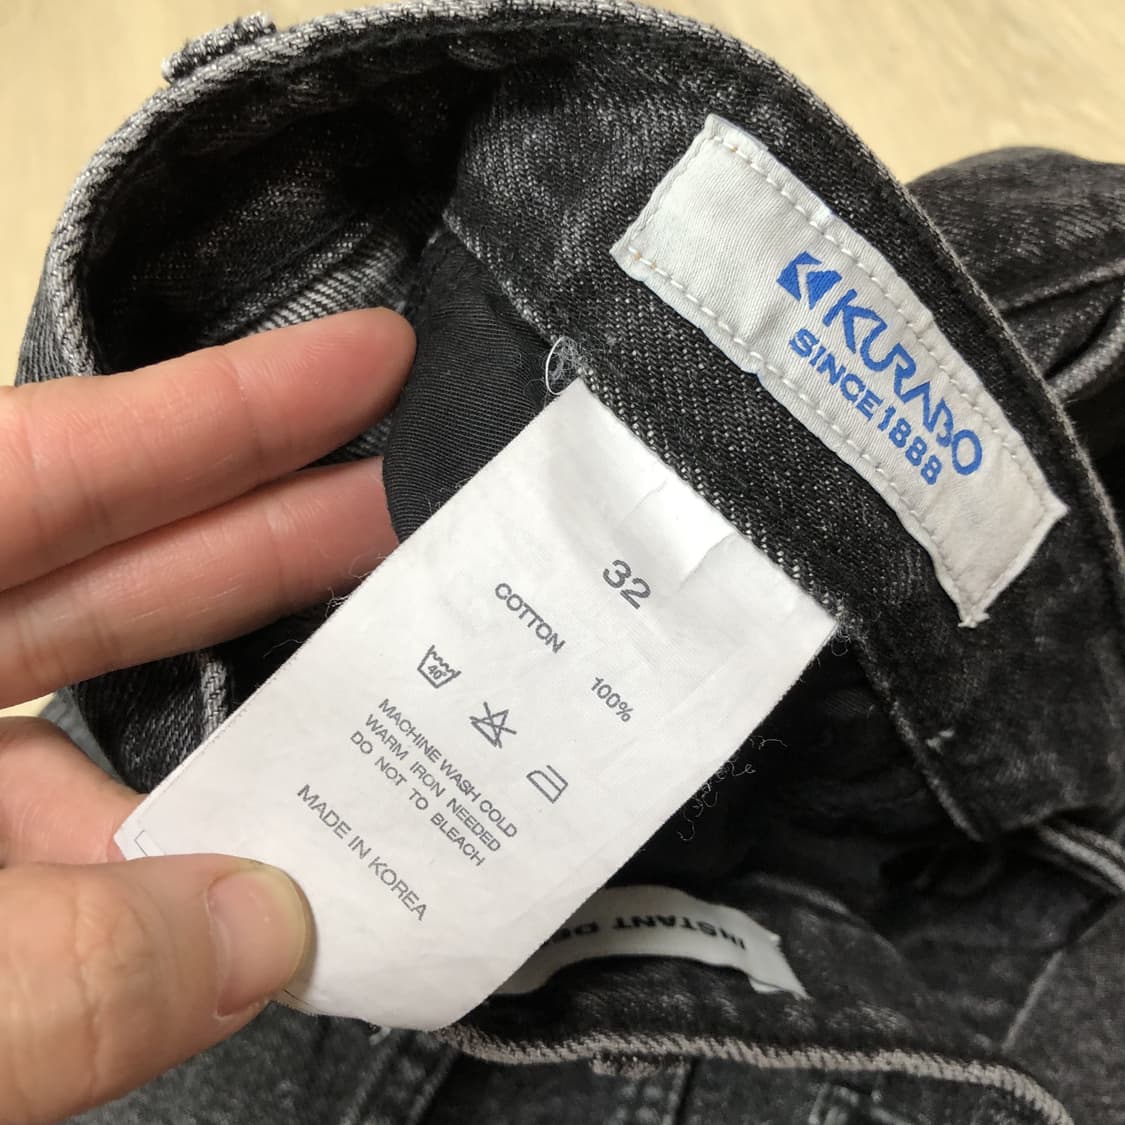 KURABO
SINCE 1888
32
COTTON 100%
40°
MACHINE WASH COLD
WARM IRON NEEDED
DO NOT TO BLEACH
MADE IN KOREA
INSTANT